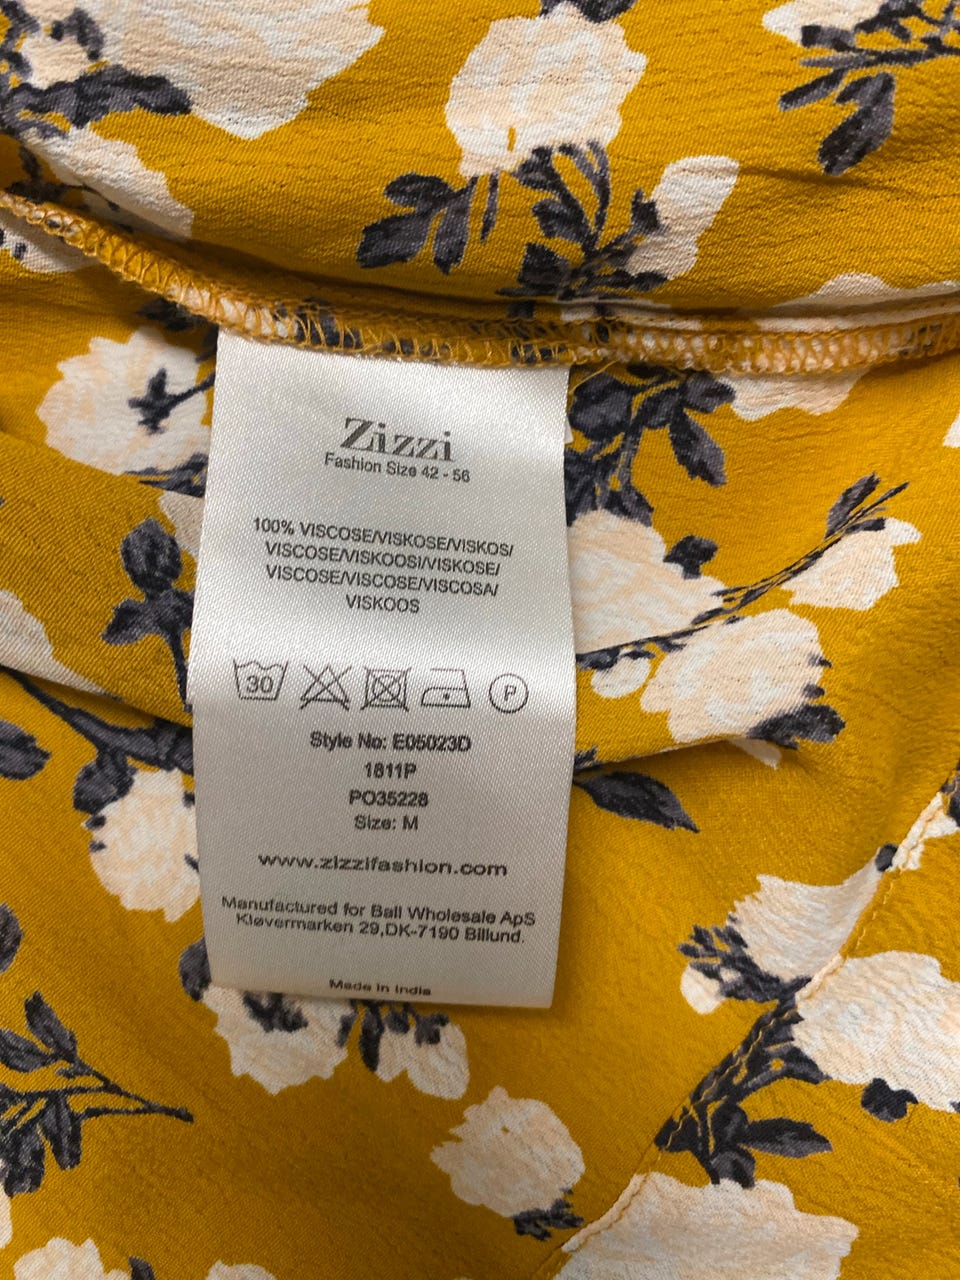 Zizzi
Fashion Size 42 - 56
100% VISCOSE/VISKOSE/VISKOS/
VISCOSE/VISKOOSI/VISKOSE/
VISCOSE/VISCOSE/VISCOSA/
VISKOOS
30 P
Style No: E05023D
1811P
PO35228
Size: M
www.zizzifashion.com
Manufactured for Ball Wholesale ApS
Kløvermarken 29,DK-7190 Billund.
Made in India